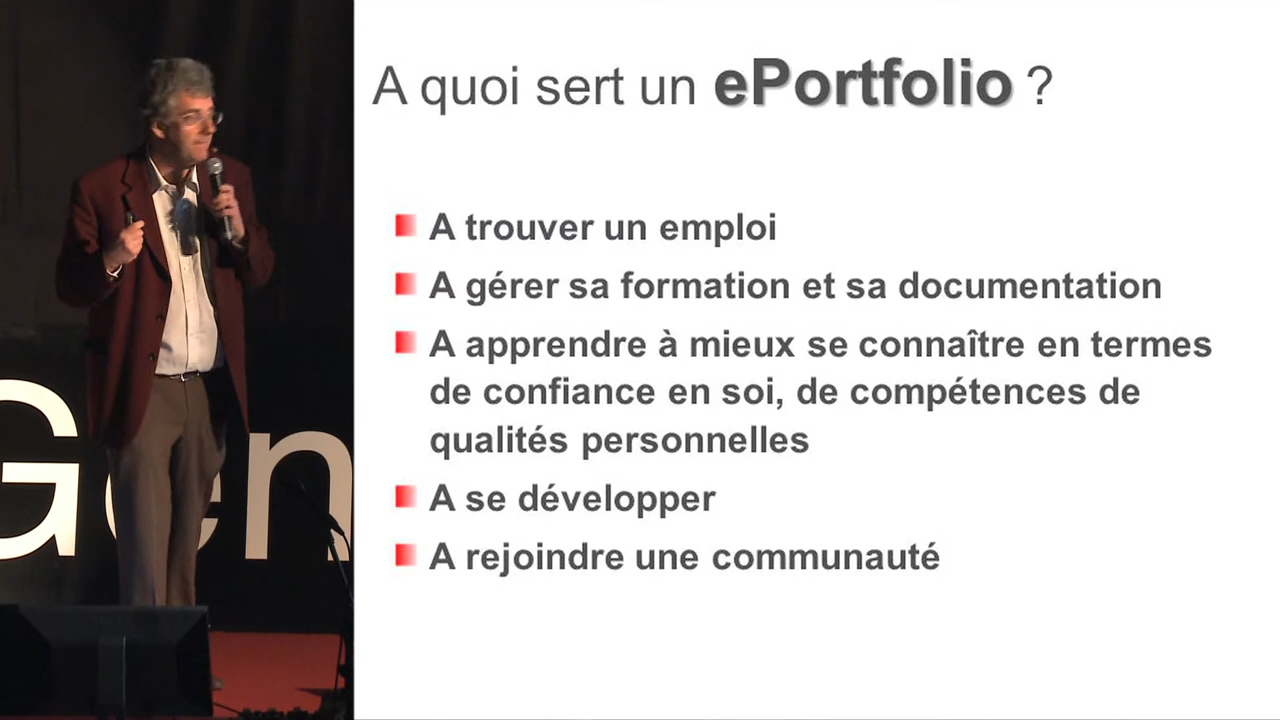 A quoi sert un ePortfolio ?
A trouver un emploi
A gérer sa formation et sa documentation
A apprendre à mieux se connaître en termes
de confiance en soi, de compétences de
qualités personnelles
A se développer
A rejoindre une communauté
Gen